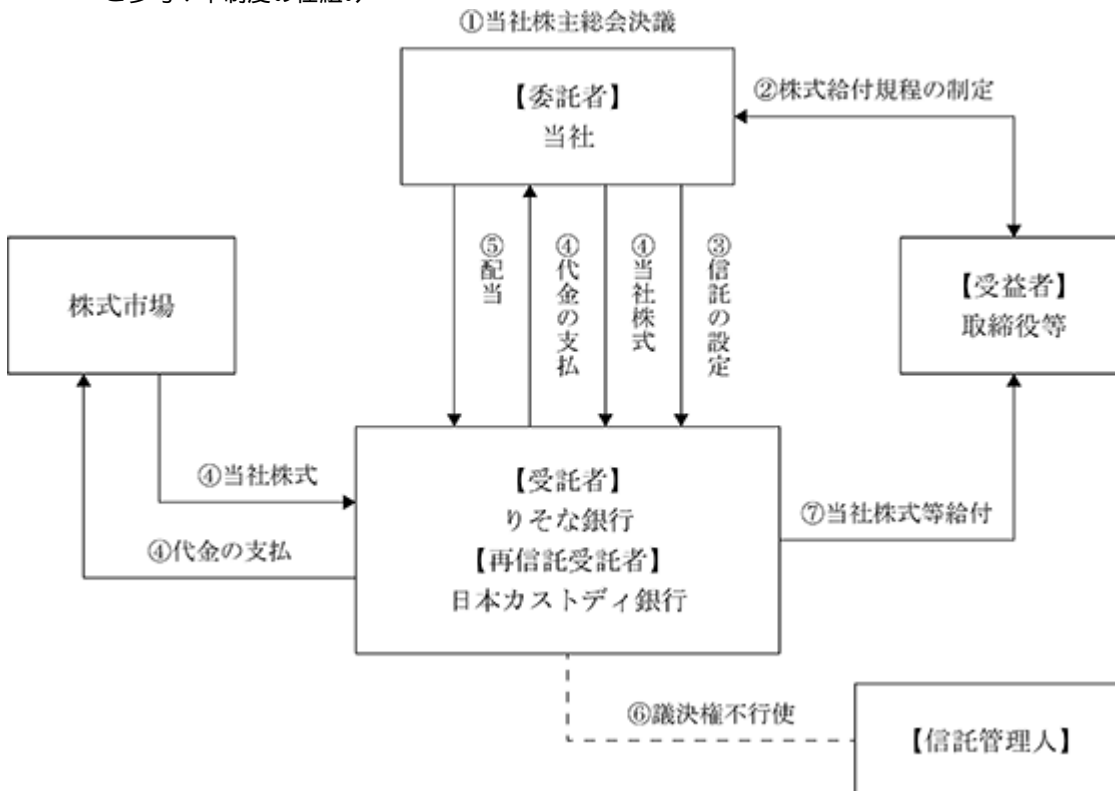 ①当社株主総会決議
【委託者】
当社
②株式給付規程の制定
⑤配当
④代金の支払
④当社株式
③信託の設定
株式市場
【受益者】
取締役等
④当社株式
④代金の支払
【受託者】
りそな銀行
【再信託受託者】
日本カストディ銀行
⑦当社株式等給付
⑥議決権不行使
【信託管理人】